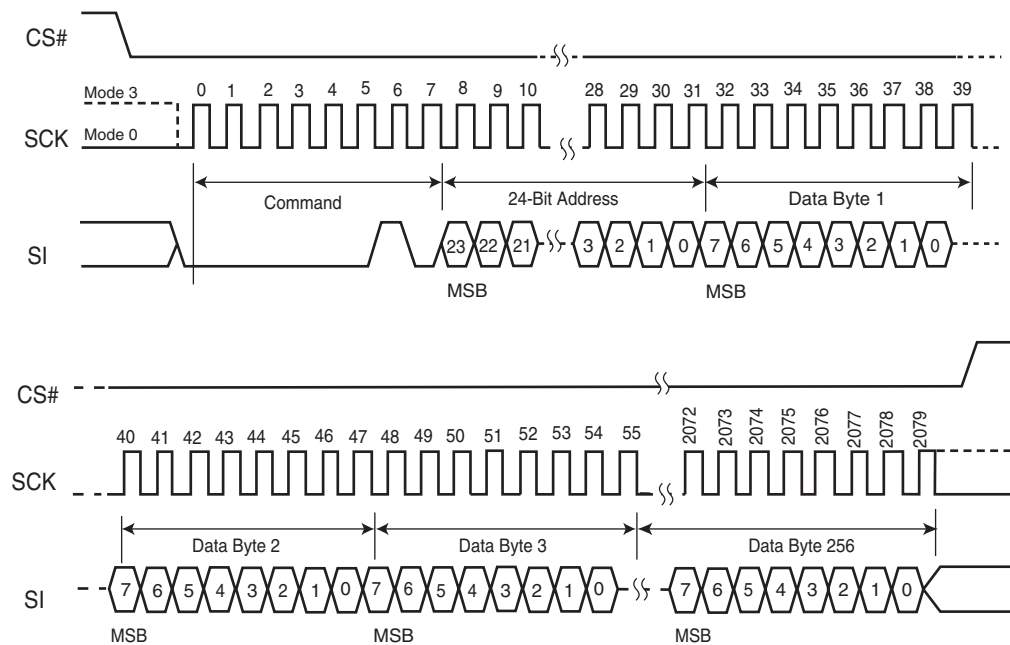 CS#
Mode 3
0 1 2 3 4 5 6 7 8 9 10 28 29 30 31 32 33 34 35 36 37 38 39
SCK
Mode 0
Command 24-Bit Address Data Byte 1
SI
23 22 21 3 2 1 0 7 6 5 4 3 2 1 0
MSB MSB
CS#
40 41 42 43 44 45 46 47 48 49 50 51 52 53 54 55 2072 2073 2074 2075 2076 2077 2078 2079
SCK
Data Byte 2 Data Byte 3 Data Byte 256
SI
7 6 5 4 3 2 1 0 7 6 5 4 3 2 1 0 7 6 5 4 3 2 1 0
MSB MSB MSB